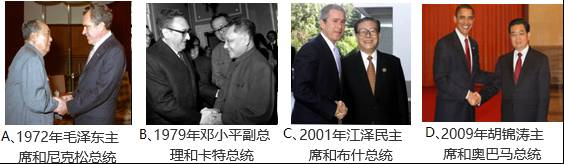 A、1972年毛泽东主
席和尼克松总统
B、1979年邓小平副总
理和卡特总统
C、2001年江泽民主
席和布什总统
D、2009年胡锦涛主
席和奥巴马总统